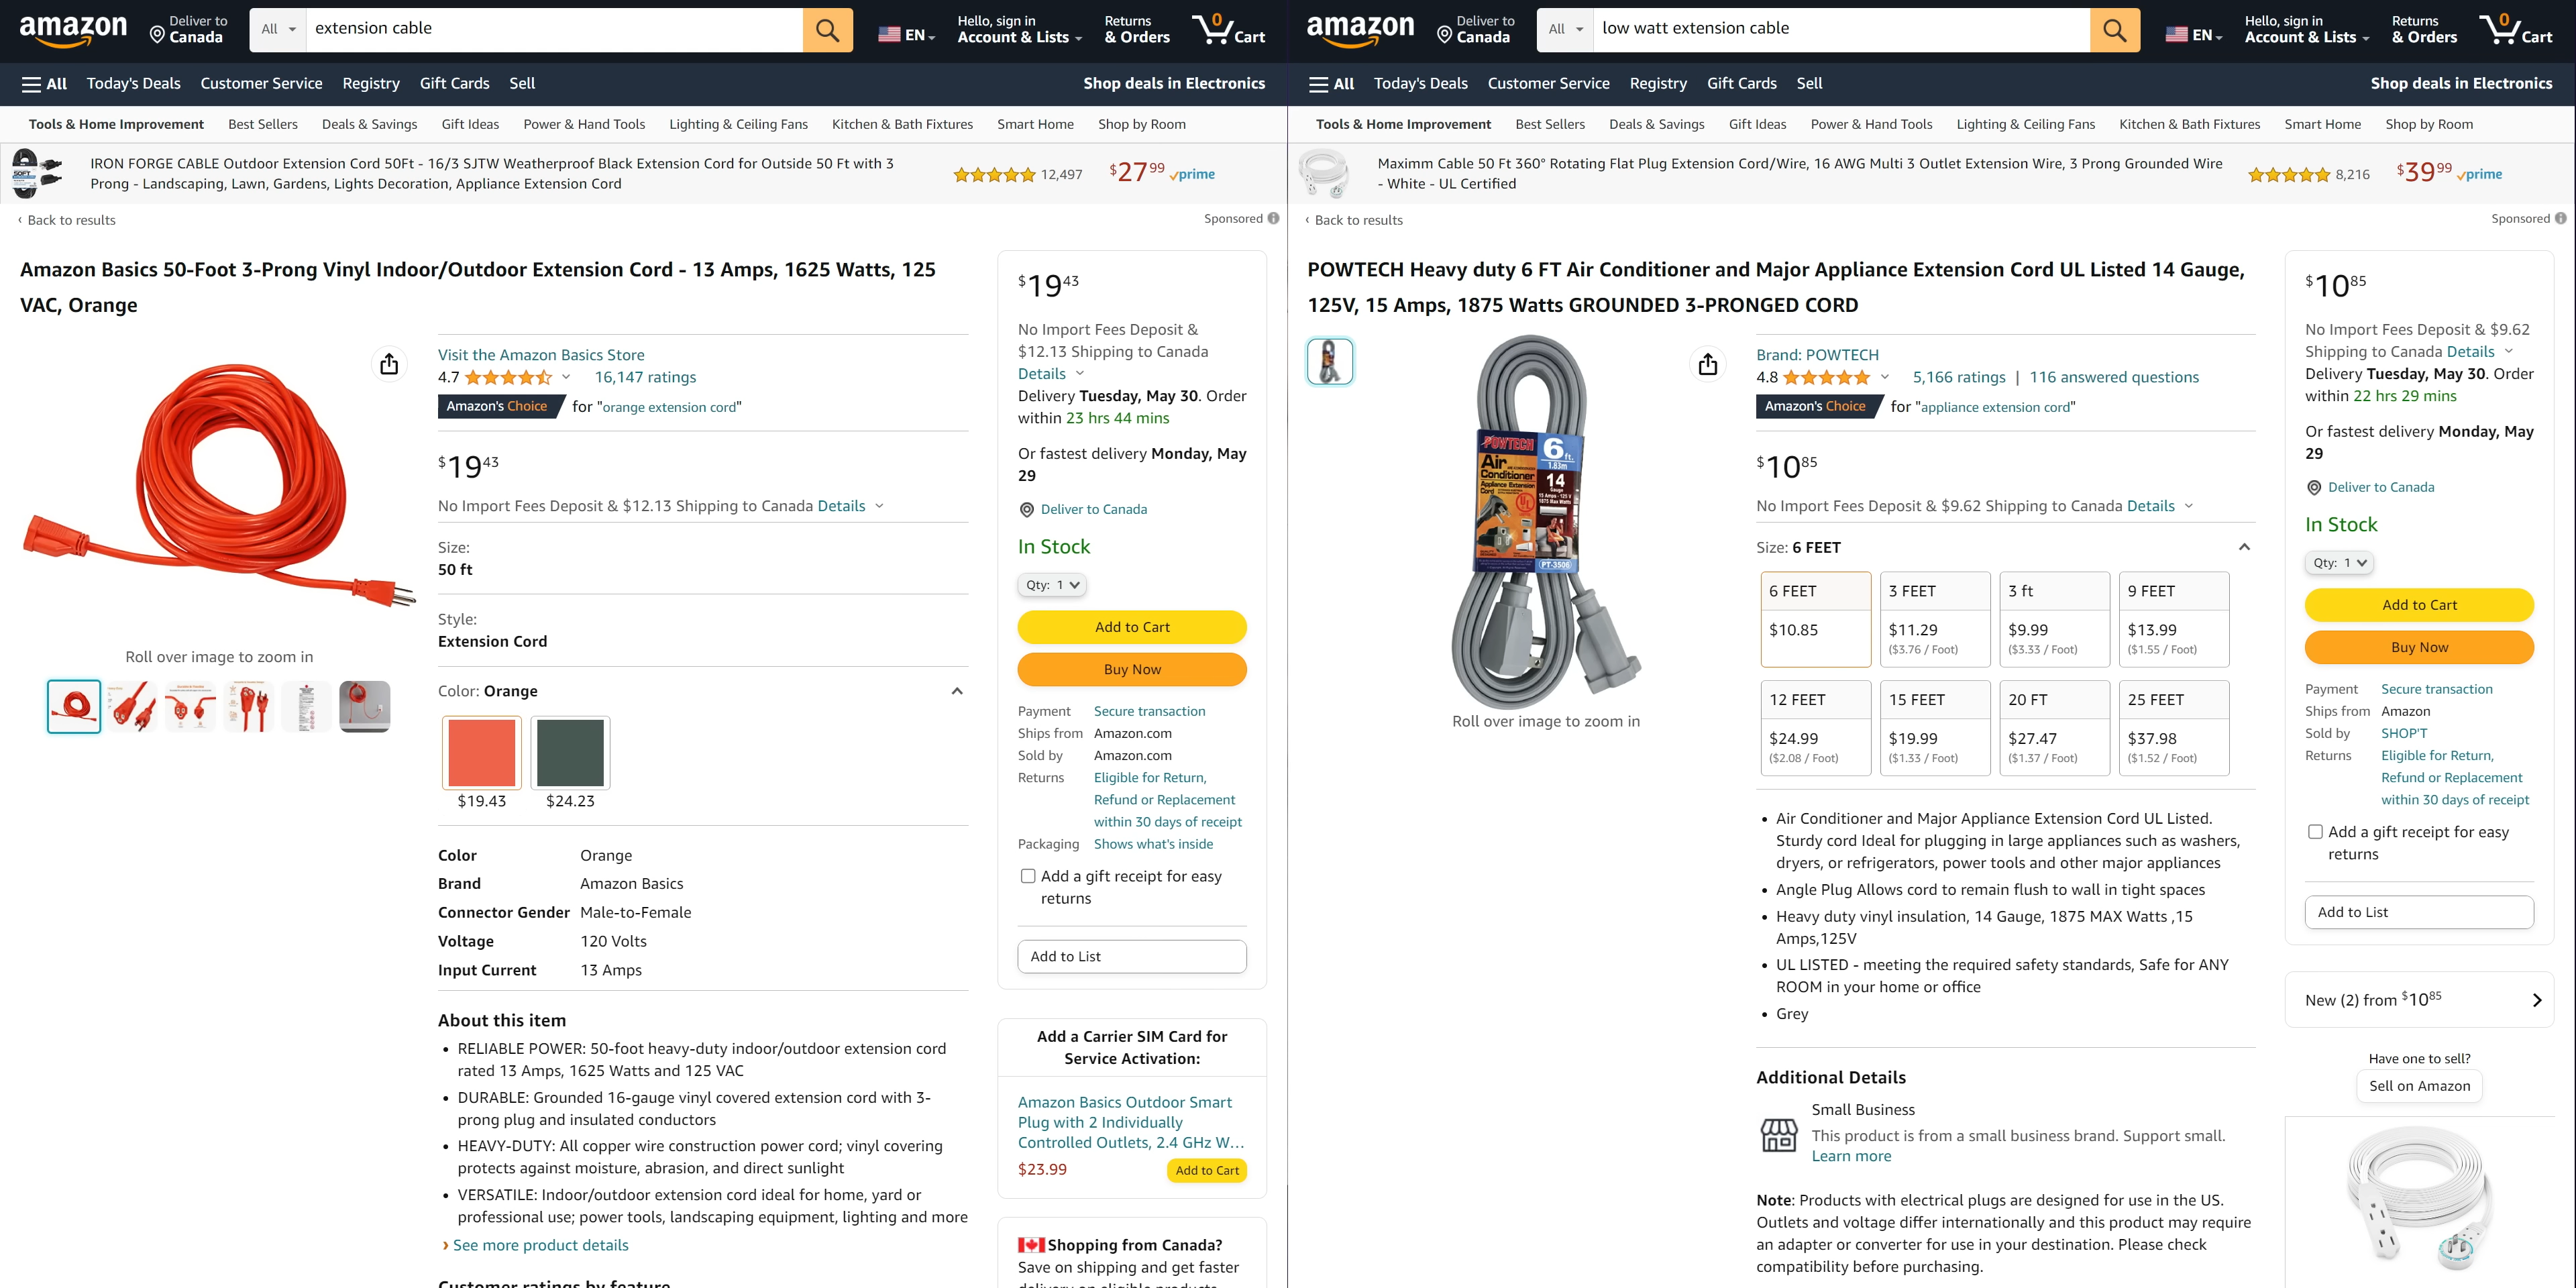 amazon
Deliver to
Canada
All
extension cable
EN
Hello, sign in
Account & Lists
Returns
& Orders
0
Cart
All
Today's Deals
Customer Service
Registry
Gift Cards
Sell
Shop deals in Electronics
Tools & Home Improvement
Best Sellers
Deals & Savings
Gift Ideas
Power & Hand Tools
Lighting & Ceiling Fans
Kitchen & Bath Fixtures
Smart Home
Shop by Room
50FT
IRON FORGE CABLE Outdoor Extension Cord 50Ft - 16/3 SJTW Weatherproof Black Extension Cord for Outside 50 Ft with 3
Prong - Landscaping, Lawn, Gardens, Lights Decoration, Appliance Extension Cord
12,497
$27 99
prime
‹ Back to results
Sponsored
Amazon Basics 50-Foot 3-Prong Vinyl Indoor/Outdoor Extension Cord - 13 Amps, 1625 Watts, 125
VAC, Orange
Roll over image to zoom in
Visit the Amazon Basics Store
4.7
16,147 ratings
Amazon's Choice
for "orange extension cord"
$19 43
No Import Fees Deposit & $12.13 Shipping to Canada Details
Size:
50 ft
Style:
Extension Cord
Color: Orange
$19.43
$24.23
Color Orange
Brand Amazon Basics
Connector Gender Male-to-Female
Voltage 120 Volts
Input Current 13 Amps
About this item
• RELIABLE POWER: 50-foot heavy-duty indoor/outdoor extension cord
rated 13 Amps, 1625 Watts and 125 VAC
• DURABLE: Grounded 16-gauge vinyl covered extension cord with 3-
prong plug and insulated conductors
• HEAVY-DUTY: All copper wire construction power cord; vinyl covering
protects against moisture, abrasion, and direct sunlight
• VERSATILE: Indoor/outdoor extension cord ideal for home, yard or
professional use; power tools, landscaping equipment, lighting and more
› See more product details
Customer ratings by feature
$19 43
No Import Fees Deposit &
$12.13 Shipping to Canada
Details
Delivery Tuesday, May 30. Order
within 23 hrs 44 mins
Or fastest delivery Monday, May
29
Deliver to Canada
In Stock
Qty: 1
Add to Cart
Buy Now
Payment Secure transaction
Ships from Amazon.com
Sold by Amazon.com
Returns Eligible for Return,
Refund or Replacement
within 30 days of receipt
Packaging Shows what's inside
Add a gift receipt for easy
returns
Add to List
Add a Carrier SIM Card for
Service Activation:
Amazon Basics Outdoor Smart
Plug with 2 Individually
Controlled Outlets, 2.4 GHz W...
$23.99
Add to Cart
Shopping from Canada?
Save on shipping and get faster
delivery on eligible products
amazon
Deliver to
Canada
All
low watt extension cable
EN
Hello, sign in
Account & Lists
Returns
& Orders
0
Cart
All
Today's Deals
Customer Service
Registry
Gift Cards
Sell
Shop deals in Electronics
Tools & Home Improvement
Best Sellers
Deals & Savings
Gift Ideas
Power & Hand Tools
Lighting & Ceiling Fans
Kitchen & Bath Fixtures
Smart Home
Shop by Room
Maximm Cable 50 Ft 360° Rotating Flat Plug Extension Cord/Wire, 16 AWG Multi 3 Outlet Extension Wire, 3 Prong Grounded Wire
- White - UL Certified
8,216
$39 99
prime
‹ Back to results
Sponsored
POWTECH Heavy duty 6 FT Air Conditioner and Major Appliance Extension Cord UL Listed 14 Gauge,
125V, 15 Amps, 1875 Watts GROUNDED 3-PRONGED CORD
POWTECH
6 ft.
1.83m
Air
Conditioner
Appliance Extension
Cord
14
Gauge
UL
PT-3506
Roll over image to zoom in
Brand: POWTECH
4.8
5,166 ratings | 116 answered questions
Amazon's Choice
for "appliance extension cord"
$10 85
No Import Fees Deposit & $9.62 Shipping to Canada Details
Size: 6 FEET
6 FEET
$10.85
3 FEET
$11.29
($3.76 / Foot)
3 ft
$9.99
($3.33 / Foot)
9 FEET
$13.99
($1.55 / Foot)
12 FEET
$24.99
($2.08 / Foot)
15 FEET
$19.99
($1.33 / Foot)
20 FT
$27.47
($1.37 / Foot)
25 FEET
$37.98
($1.52 / Foot)
• Air Conditioner and Major Appliance Extension Cord UL Listed.
Sturdy cord Ideal for plugging in large appliances such as washers,
dryers, or refrigerators, power tools and other major appliances
• Angle Plug Allows cord to remain flush to wall in tight spaces
• Heavy duty vinyl insulation, 14 Gauge, 1875 MAX Watts ,15
Amps,125V
• UL LISTED - meeting the required safety standards, Safe for ANY
ROOM in your home or office
• Grey
Additional Details
Small Business
This product is from a small business brand. Support small.
Learn more
Note: Products with electrical plugs are designed for use in the US.
Outlets and voltage differ internationally and this product may require
an adapter or converter for use in your destination. Please check
compatibility before purchasing.
$10 85
No Import Fees Deposit & $9.62
Shipping to Canada Details
Delivery Tuesday, May 30. Order
within 22 hrs 29 mins
Or fastest delivery Monday, May
29
Deliver to Canada
In Stock
Qty: 1
Add to Cart
Buy Now
Payment Secure transaction
Ships from Amazon
Sold by SHOP'T
Returns Eligible for Return,
Refund or Replacement
within 30 days of receipt
Add a gift receipt for easy
returns
Add to List
New (2) from $10 85
Have one to sell?
Sell on Amazon